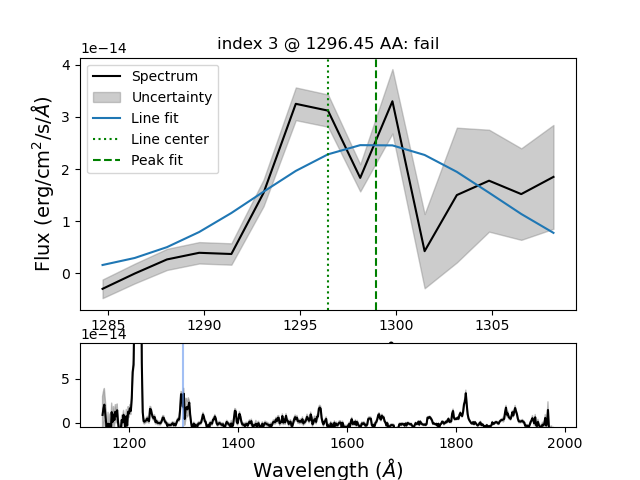 index 3 @ 1296.45 AA: fail
1e−14
Flux (erg/cm²/s/Å)
4
3
2
1
0
Spectrum
Uncertainty
Line fit
Line center
Peak fit
1285 1290 1295 1300 1305
1e−14
5
0
1200 1400 1600 1800 2000
Wavelength (Å)